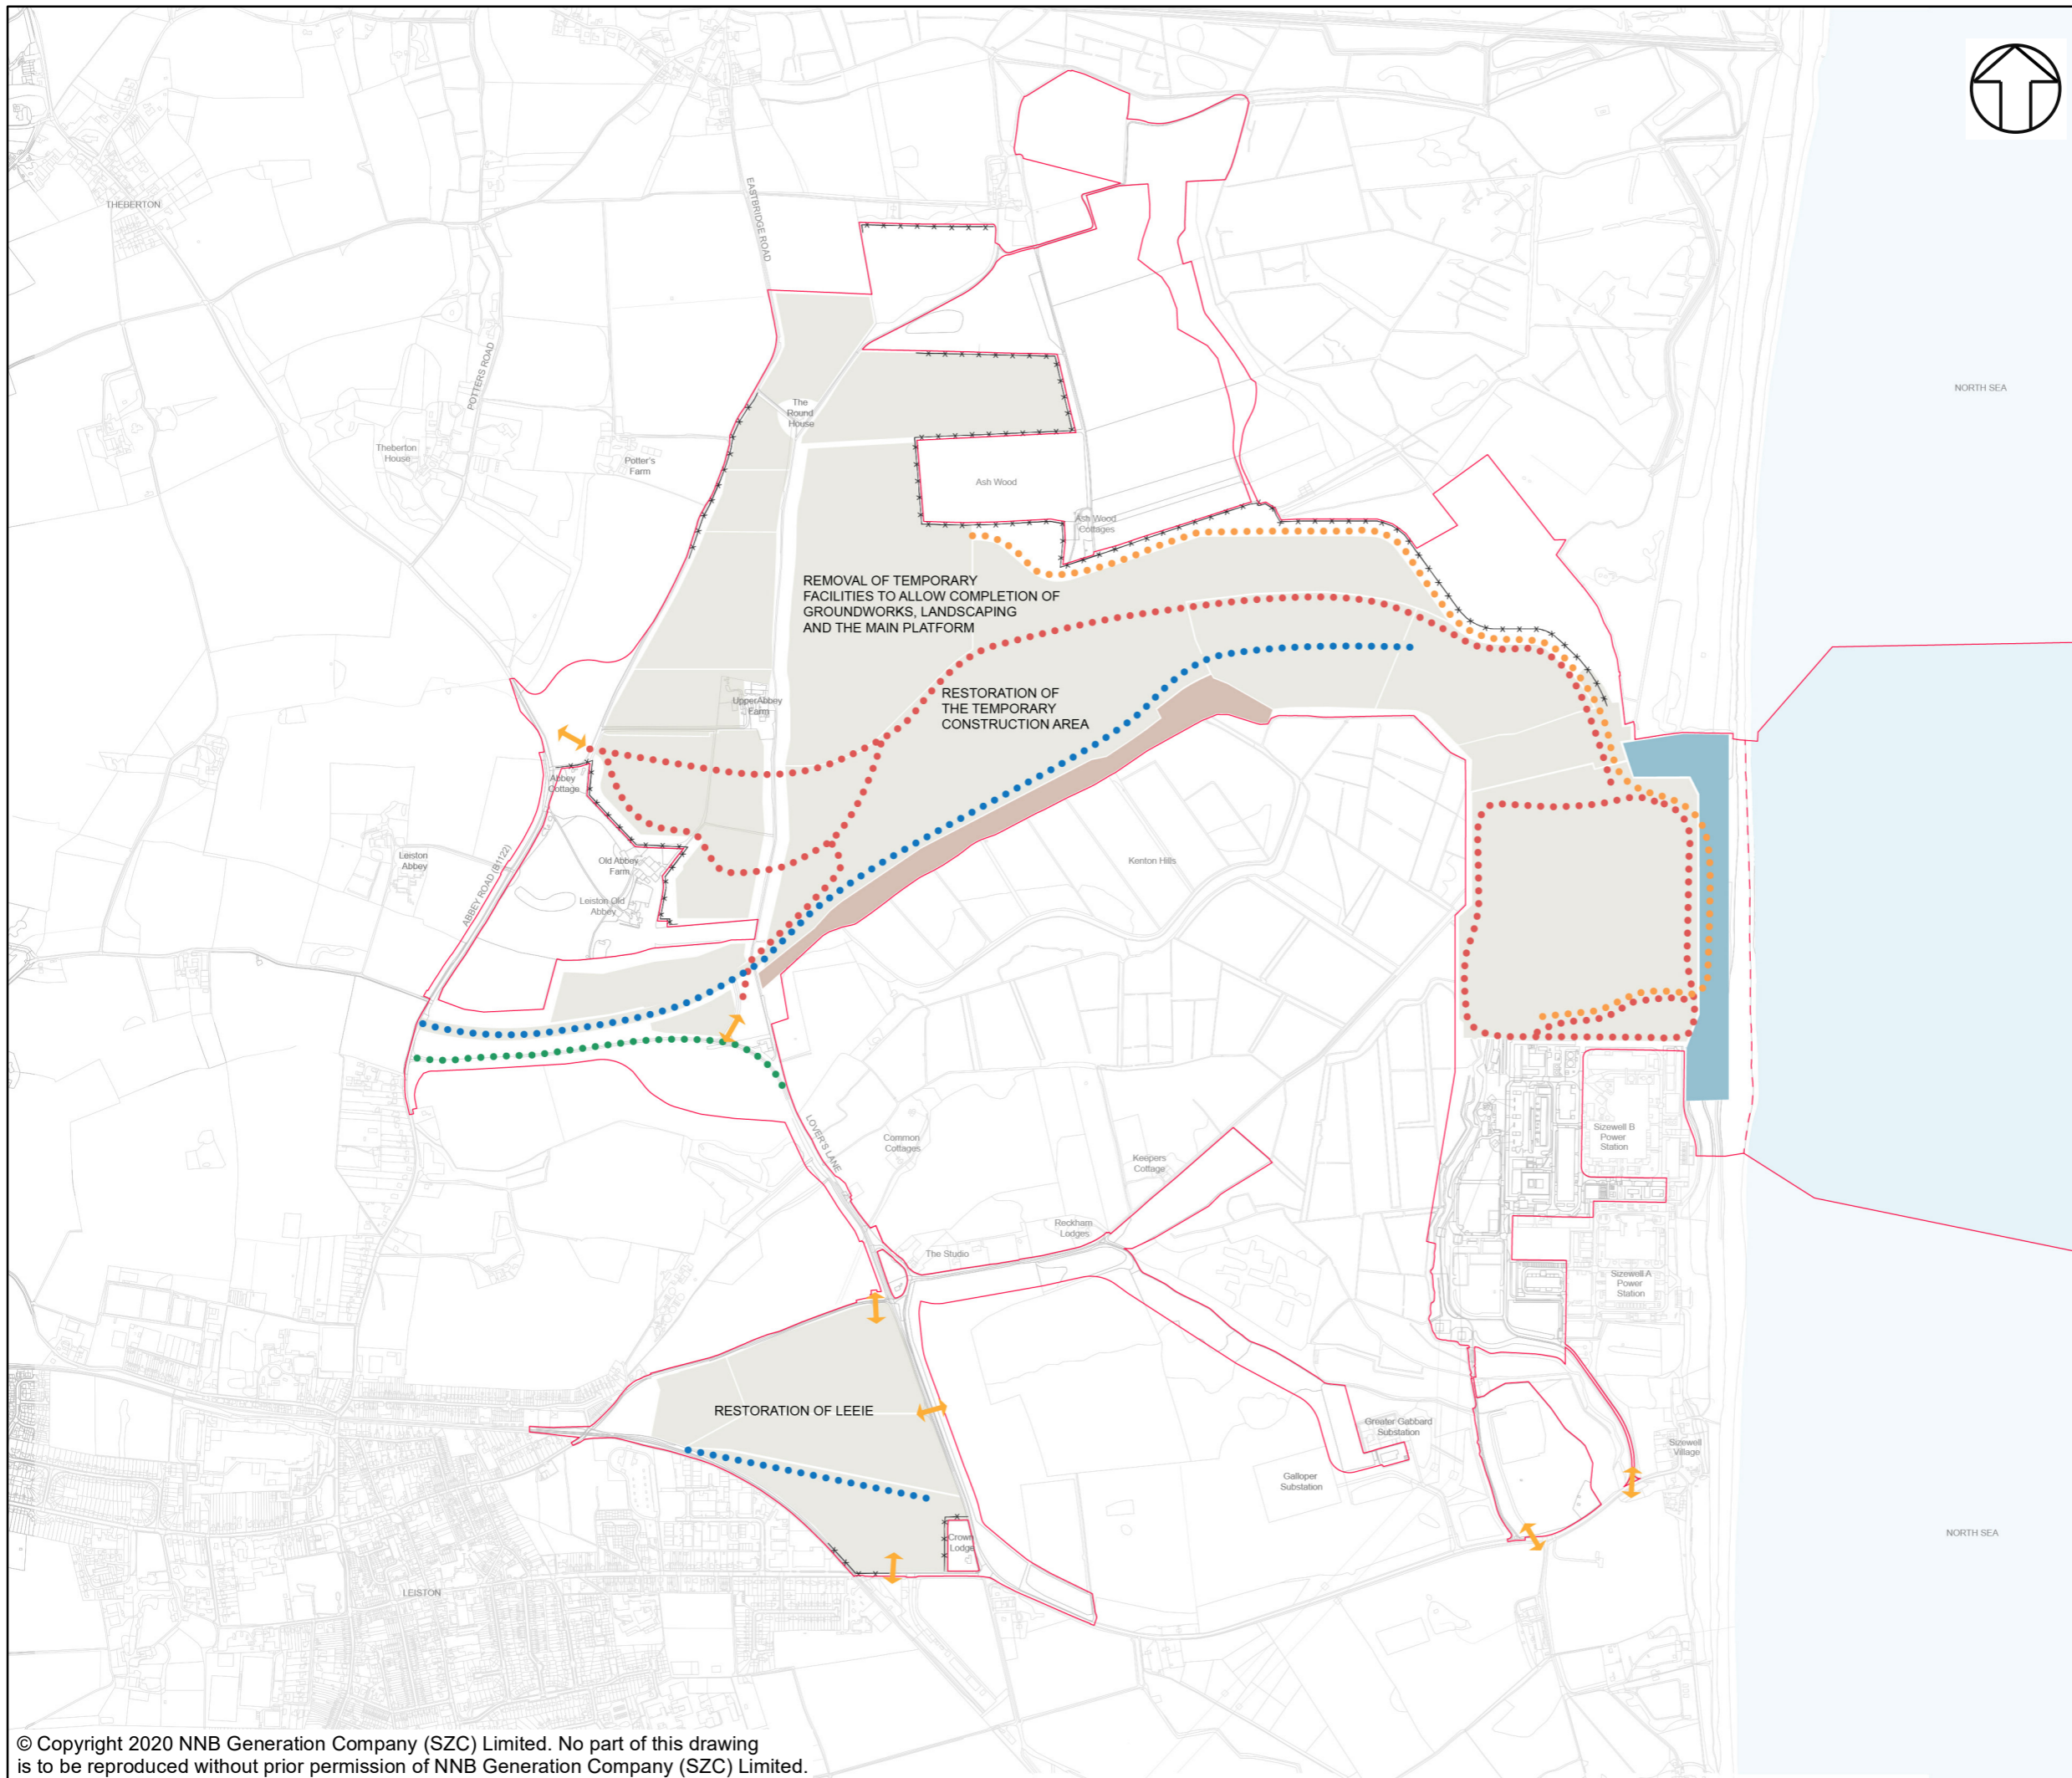 THEBERTON
EASTBRIDGE ROAD
NORTH SEA
POTTERS ROAD
The
Round
House
Theberton
House
Potter's
Farm
Ash Wood
Ash Wood
Cottages
REMOVAL OF TEMPORARY
FACILITIES TO ALLOW COMPLETION OF
GROUNDWORKS, LANDSCAPING
AND THE MAIN PLATFORM
RESTORATION OF
THE TEMPORARY
CONSTRUCTION AREA
Upper Abbey
Farm
Abbey
Cottage
Leiston
Abbey
ABBEY ROAD (B1122)
Old Abbey
Farm
Leiston Old
Abbey
Kenton Hills
LOVER'S LANE
Common
Cottages
Keepers
Cottage
Sizewell B
Power
Station
Reckham
Lodges
The Studio
Sizewell A
Power
Station
RESTORATION OF LEEIE
Greater Gabbard
Substation
Sizewell
Village
Galloper
Substation
Crown
Lodge
NORTH SEA
LEISTON
© Copyright 2020 NNB Generation Company (SZC) Limited. No part of this drawing
is to be reproduced without prior permission of NNB Generation Company (SZC) Limited.